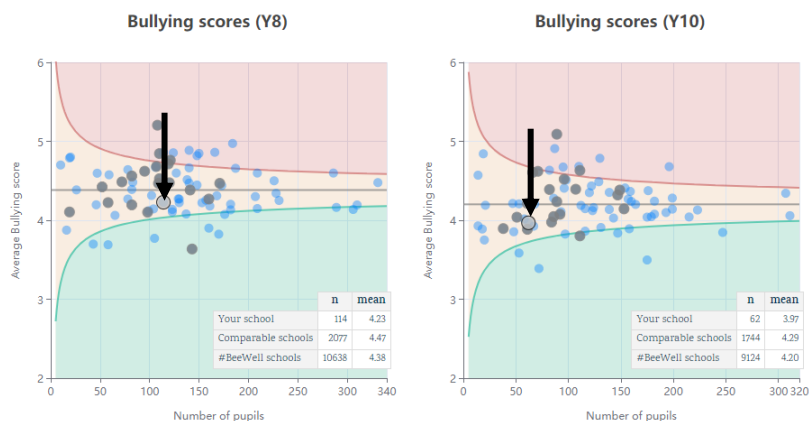 Bullying scores (Y8)
6
5
4
3
2
Average Bullying score
n mean
Your school 114 4.23
Comparable schools 2077 4.47
#BeeWell schools 10638 4.38
0 50 100 150 200 250 300 340
Number of pupils
Bullying scores (Y10)
6
5
4
3
2
Average Bullying score
n mean
Your school 62 3.97
Comparable schools 1744 4.29
#BeeWell schools 9124 4.20
0 50 100 150 200 250 300 320
Number of pupils